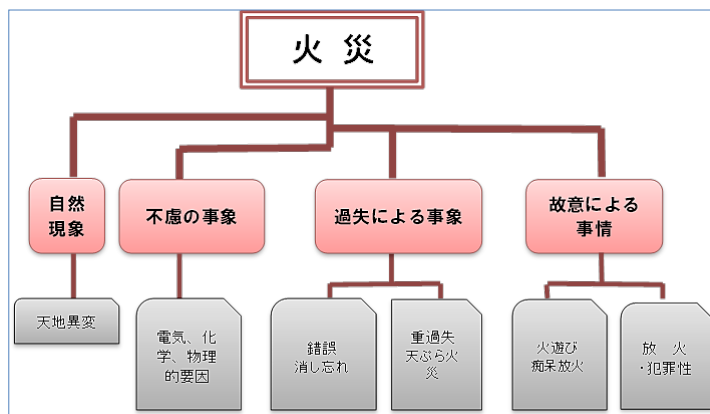 火 災
自然
現象
不慮の事象
過失による事象
故意による
事情
天地異変
電気、化
学、物理
的要因
錯誤
消し忘れ
重過失
天ぷら火
災
火遊び
痴呆放火
放 火
・犯罪性